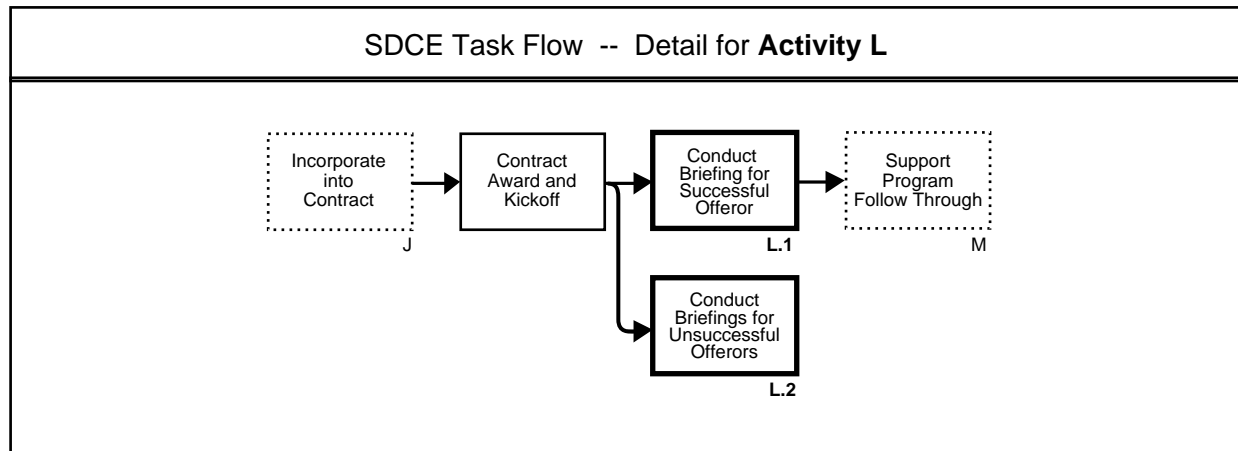 SDCE Task Flow -- Detail for Activity L
Incorporate
into
Contract
J
Contract
Award and
Kickoff
Conduct
Briefing for
Successful
Offeror
L.1
Support
Program
Follow Through
M
Conduct
Briefings for
Unsuccessful
Offerors
L.2